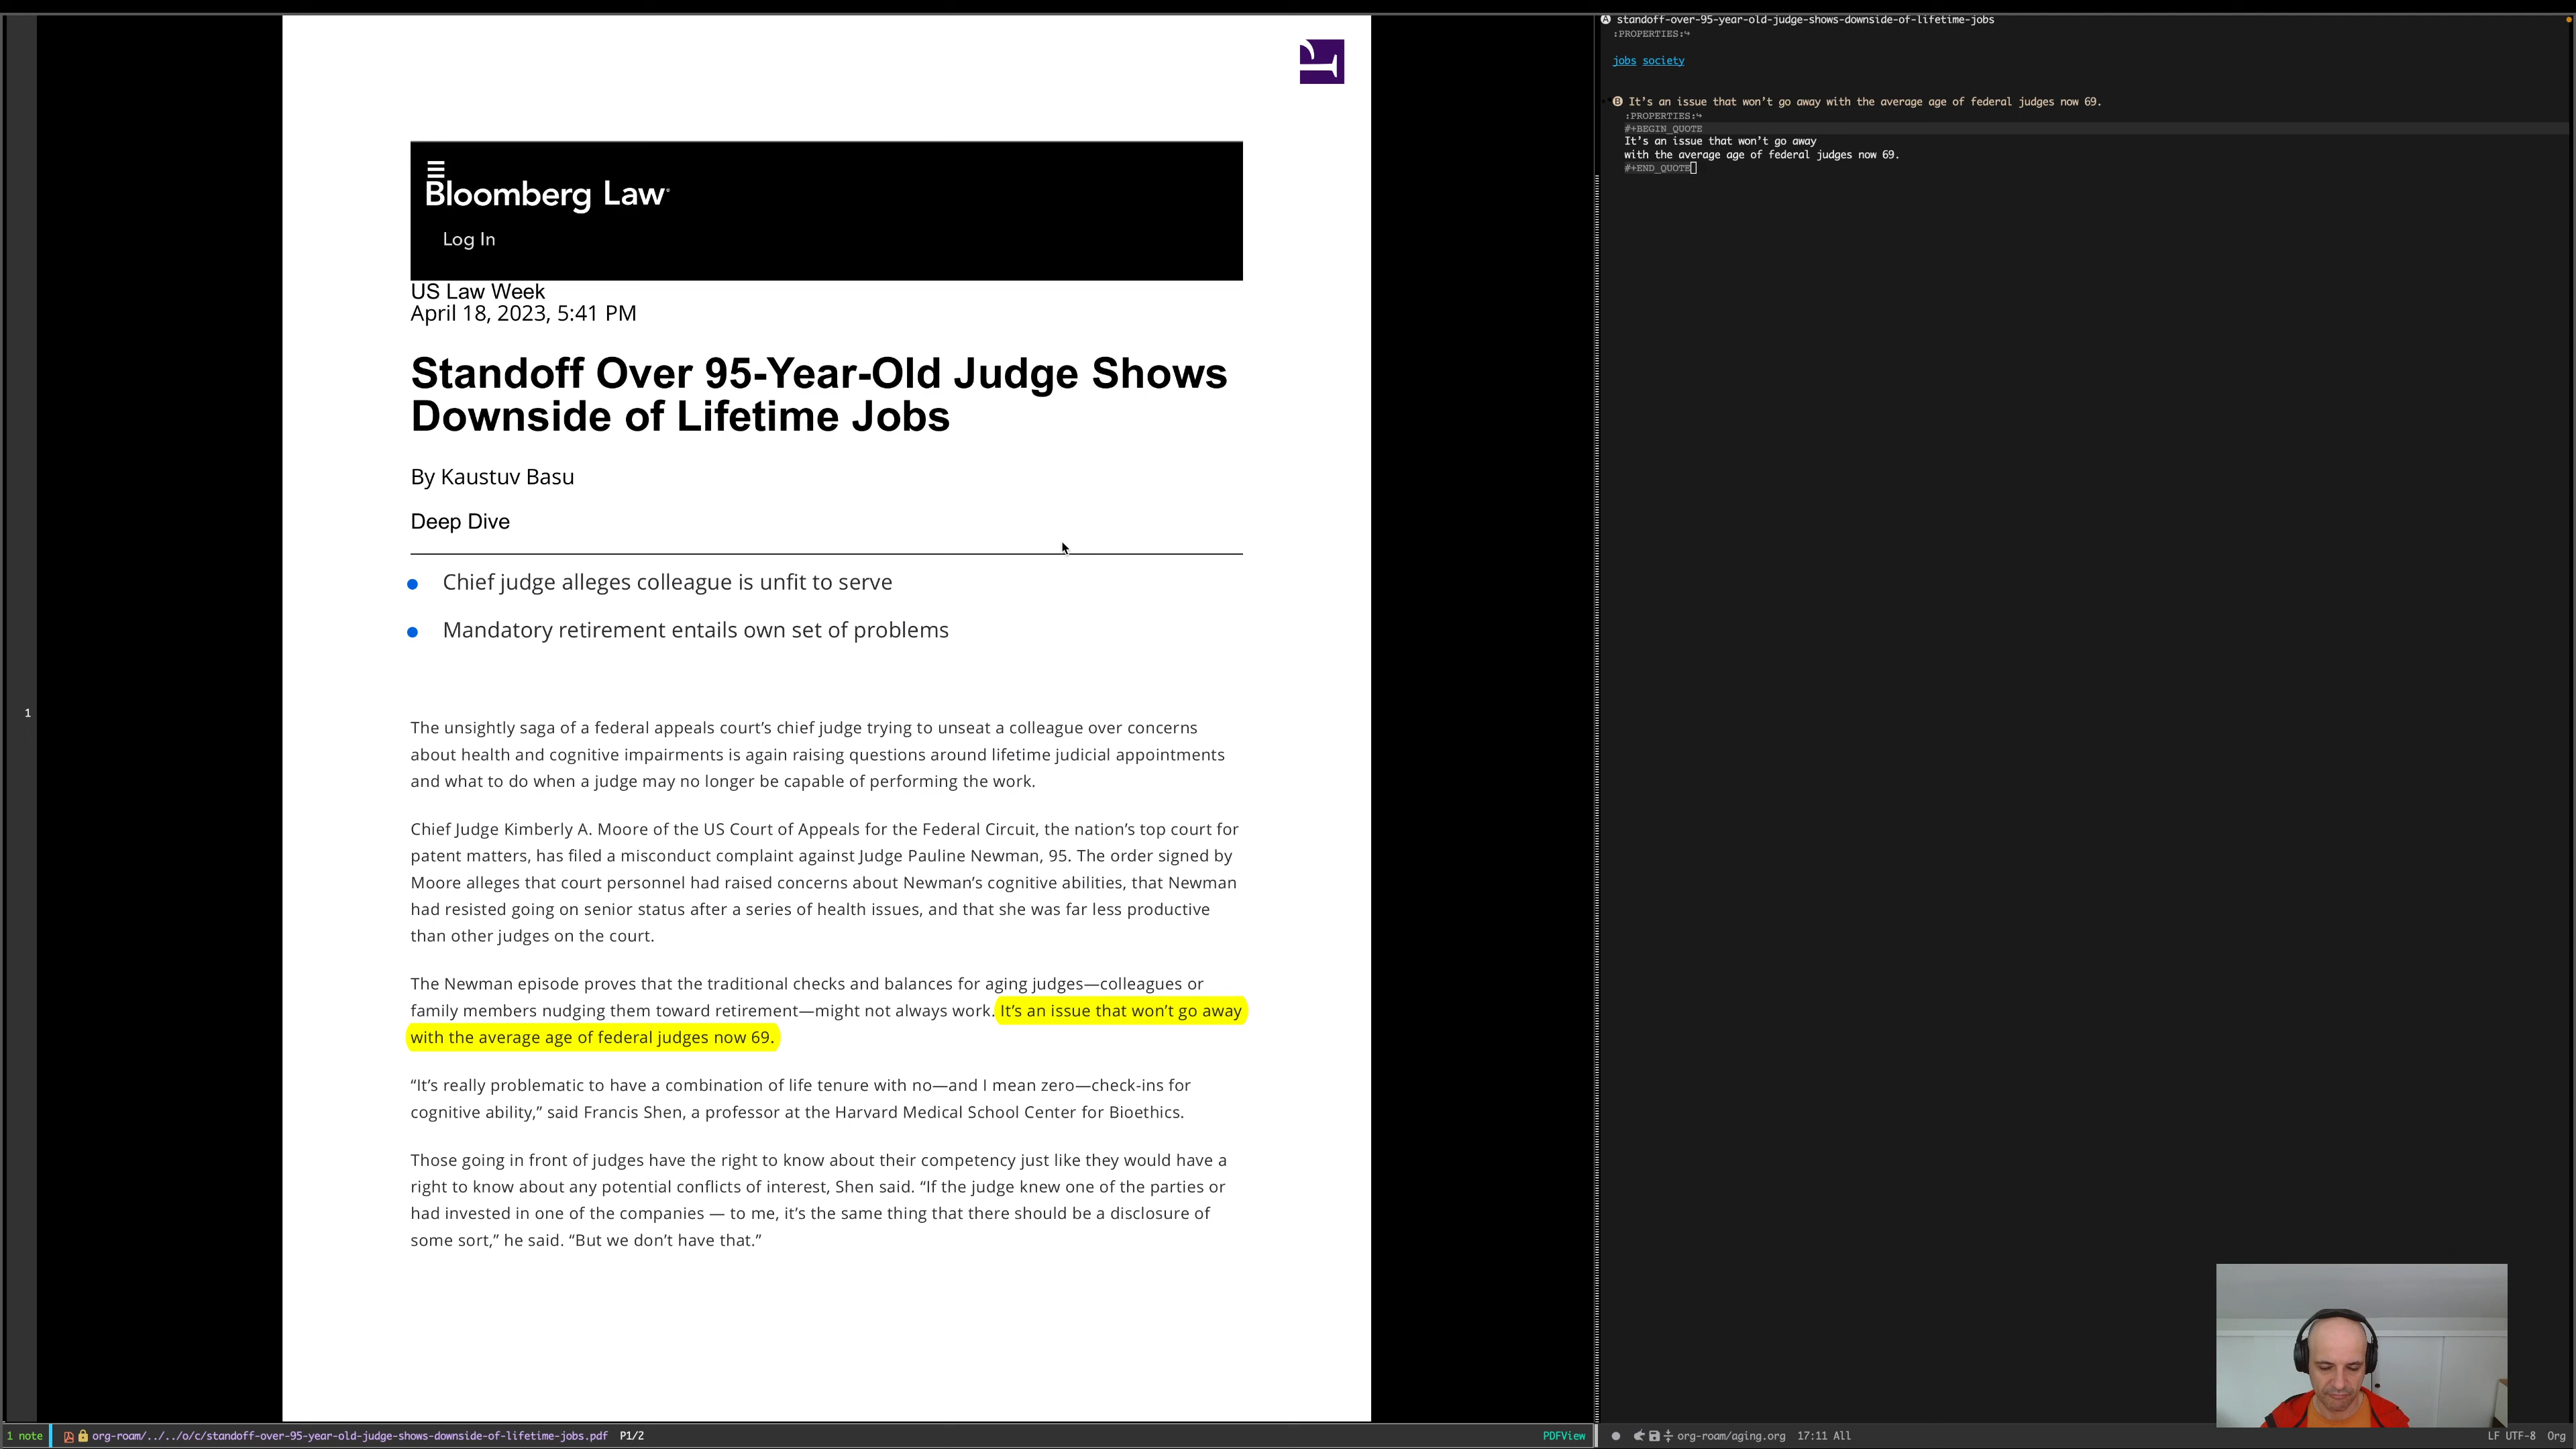 Bloomberg Law
Log In
US Law Week
April 18, 2023, 5:41 PM
Standoff Over 95-Year-Old Judge Shows
Downside of Lifetime Jobs
By Kaustuv Basu
Deep Dive
Chief judge alleges colleague is unfit to serve
Mandatory retirement entails own set of problems
1
The unsightly saga of a federal appeals court’s chief judge trying to unseat a colleague over concerns
about health and cognitive impairments is again raising questions around lifetime judicial appointments
and what to do when a judge may no longer be capable of performing the work.
Chief Judge Kimberly A. Moore of the US Court of Appeals for the Federal Circuit, the nation’s top court for
patent matters, has filed a misconduct complaint against Judge Pauline Newman, 95. The order signed by
Moore alleges that court personnel had raised concerns about Newman’s cognitive abilities, that Newman
had resisted going on senior status after a series of health issues, and that she was far less productive
than other judges on the court.
The Newman episode proves that the traditional checks and balances for aging judges—colleagues or
family members nudging them toward retirement—might not always work. It’s an issue that won’t go away
with the average age of federal judges now 69.
“It’s really problematic to have a combination of life tenure with no—and I mean zero—check-ins for
cognitive ability,” said Francis Shen, a professor at the Harvard Medical School Center for Bioethics.
Those going in front of judges have the right to know about their competency just like they would have a
right to know about any potential conflicts of interest, Shen said. “If the judge knew one of the parties or
had invested in one of the companies — to me, it’s the same thing that there should be a disclosure of
some sort,” he said. “But we don’t have that.”
1 note org-roam/../../o/c/standoff-over-95-year-old-judge-shows-downside-of-lifetime-jobs.pdf P1/2 PDFView
A standoff-over-95-year-old-judge-shows-downside-of-lifetime-jobs
:PROPERTIES:
jobs society
B It’s an issue that won’t go away with the average age of federal judges now 69.
:PROPERTIES:
#+BEGIN_QUOTE
It’s an issue that won’t go away
with the average age of federal judges now 69.
#+END_QUOTE
org-roam/aging.org 17:11 All LF UTF-8 Org